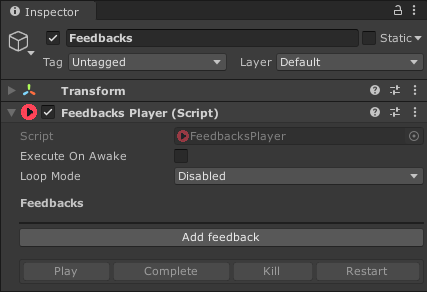 Inspector
Feedbacks Static
Tag Untagged Layer Default
Transform
Feedbacks Player (Script)
Script FeedbacksPlayer
Execute On Awake
Loop Mode Disabled
Feedbacks
Add feedback
Play Complete Kill Restart